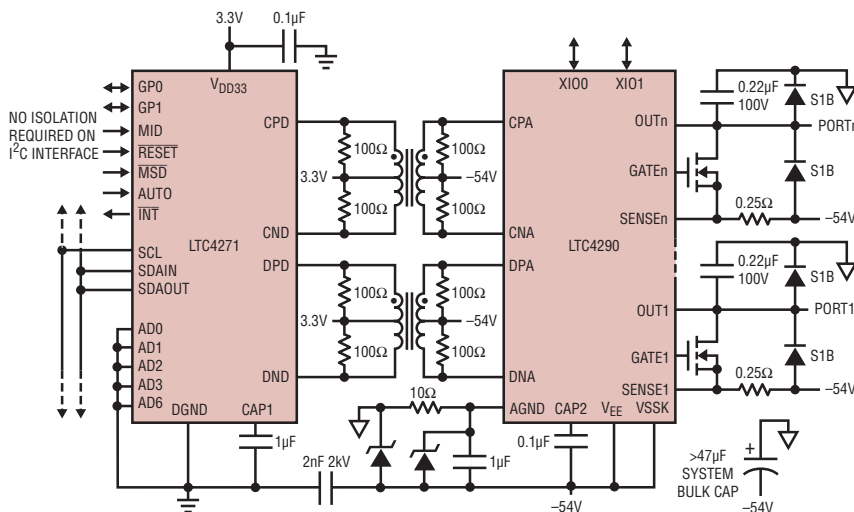 3.3V
0.1µF
VDD33
GP0
GP1
MID
RESET
MSD
AUTO
INT
SCL
SDAIN
SDAOUT
AD0
AD1
AD2
AD3
AD6
NO ISOLATION
REQUIRED ON
I2C INTERFACE
LTC4271
CPD
CND
DPD
DND
DGND
CAP1
1µF
2nF 2kV
100Ω
3.3V
100Ω
100Ω
–54V
100Ω
100Ω
3.3V
100Ω
100Ω
–54V
100Ω
10Ω
1µF
0.1µF
–54V
XIO0
XIO1
CPA
CNA
DPA
DNA
LTC4290
AGND
CAP2
VEE
VSSK
OUTn
GATEn
SENSEn
OUT1
GATE1
SENSE1
0.22µF
100V
S1B
PORTn
S1B
0.25Ω
–54V
0.22µF
100V
S1B
PORT1
S1B
0.25Ω
–54V
>47µF
SYSTEM
BULK CAP
+
–54V